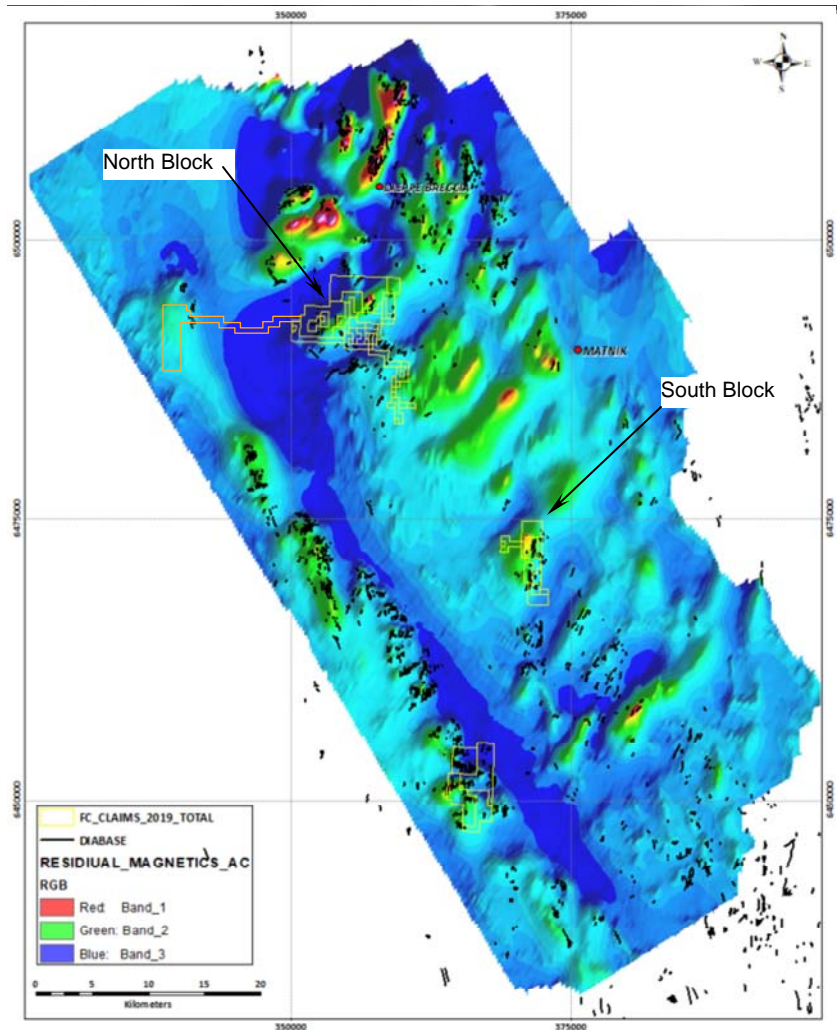 350000
375000
N
W
E
S
North Block
DIEPPE BRECCIA
6500000
6500000
MATNIK
South Block
6475000
6475000
6450000
6450000
FC_CLAIMS_2019_TOTAL
DIABASE
RESIDIUAL_MAGNETICS_AC
RGB
Red: Band_1
Green: Band_2
Blue: Band_3
0
5
10
15
20
Kilometers
350000
375000